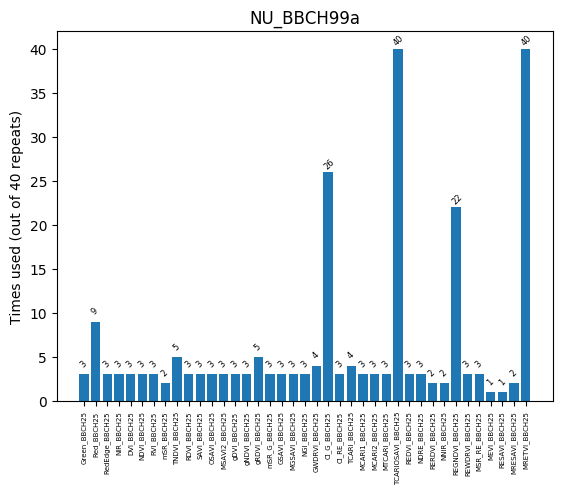 NU_BBCH99a
Times used (out of 40 repeats)
40
35
30
25
20
15
10
5
0
3
9
3
3
3
3
3
2
5
3
3
3
3
3
3
5
3
3
3
3
4
26
3
4
3
3
3
40
3
3
2
2
22
3
3
1
1
2
40
Green_BBCH25
Red_BBCH25
RedEdge_BBCH25
NIR_BBCH25
DVI_BBCH25
NDVI_BBCH25
RVI_BBCH25
mSR_BBCH25
TNDVI_BBCH25
RDVI_BBCH25
SAVI_BBCH25
OSAVI_BBCH25
MSAVI2_BBCH25
gDVI_BBCH25
gNDVI_BBCH25
gRDVI_BBCH25
mSR_G_BBCH25
GSAVI_BBCH25
MGSAVI_BBCH25
NGI_BBCH25
GWDRVI_BBCH25
CI_G_BBCH25
CI_RE_BBCH25
TCARI_BBCH25
MCARI1_BBCH25
MCARI2_BBCH25
MTCARI_BBCH25
TCARIOSAVI_BBCH25
REDVI_BBCH25
NDRE_BBCH25
RERDVI_BBCH25
NNIR_BBCH25
REGNDVI_BBCH25
REWDRVI_BBCH25
MSR_RE_BBCH25
MEVI_BBCH25
RESAVI_BBCH25
MRESAVI_BBCH25
MRETVI_BBCH25